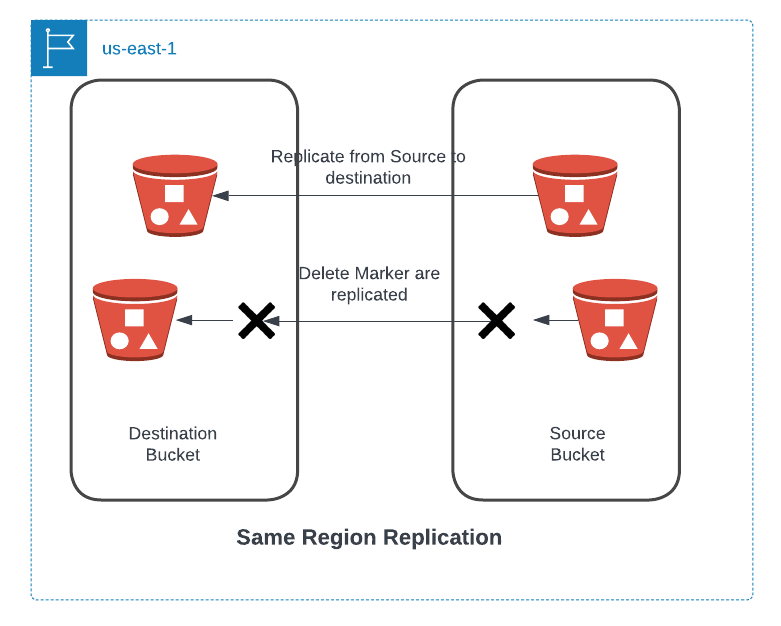 us-east-1
Replicate from Source to
destination
Delete Marker are
replicated
Destination
Bucket
Source
Bucket
Same Region Replication